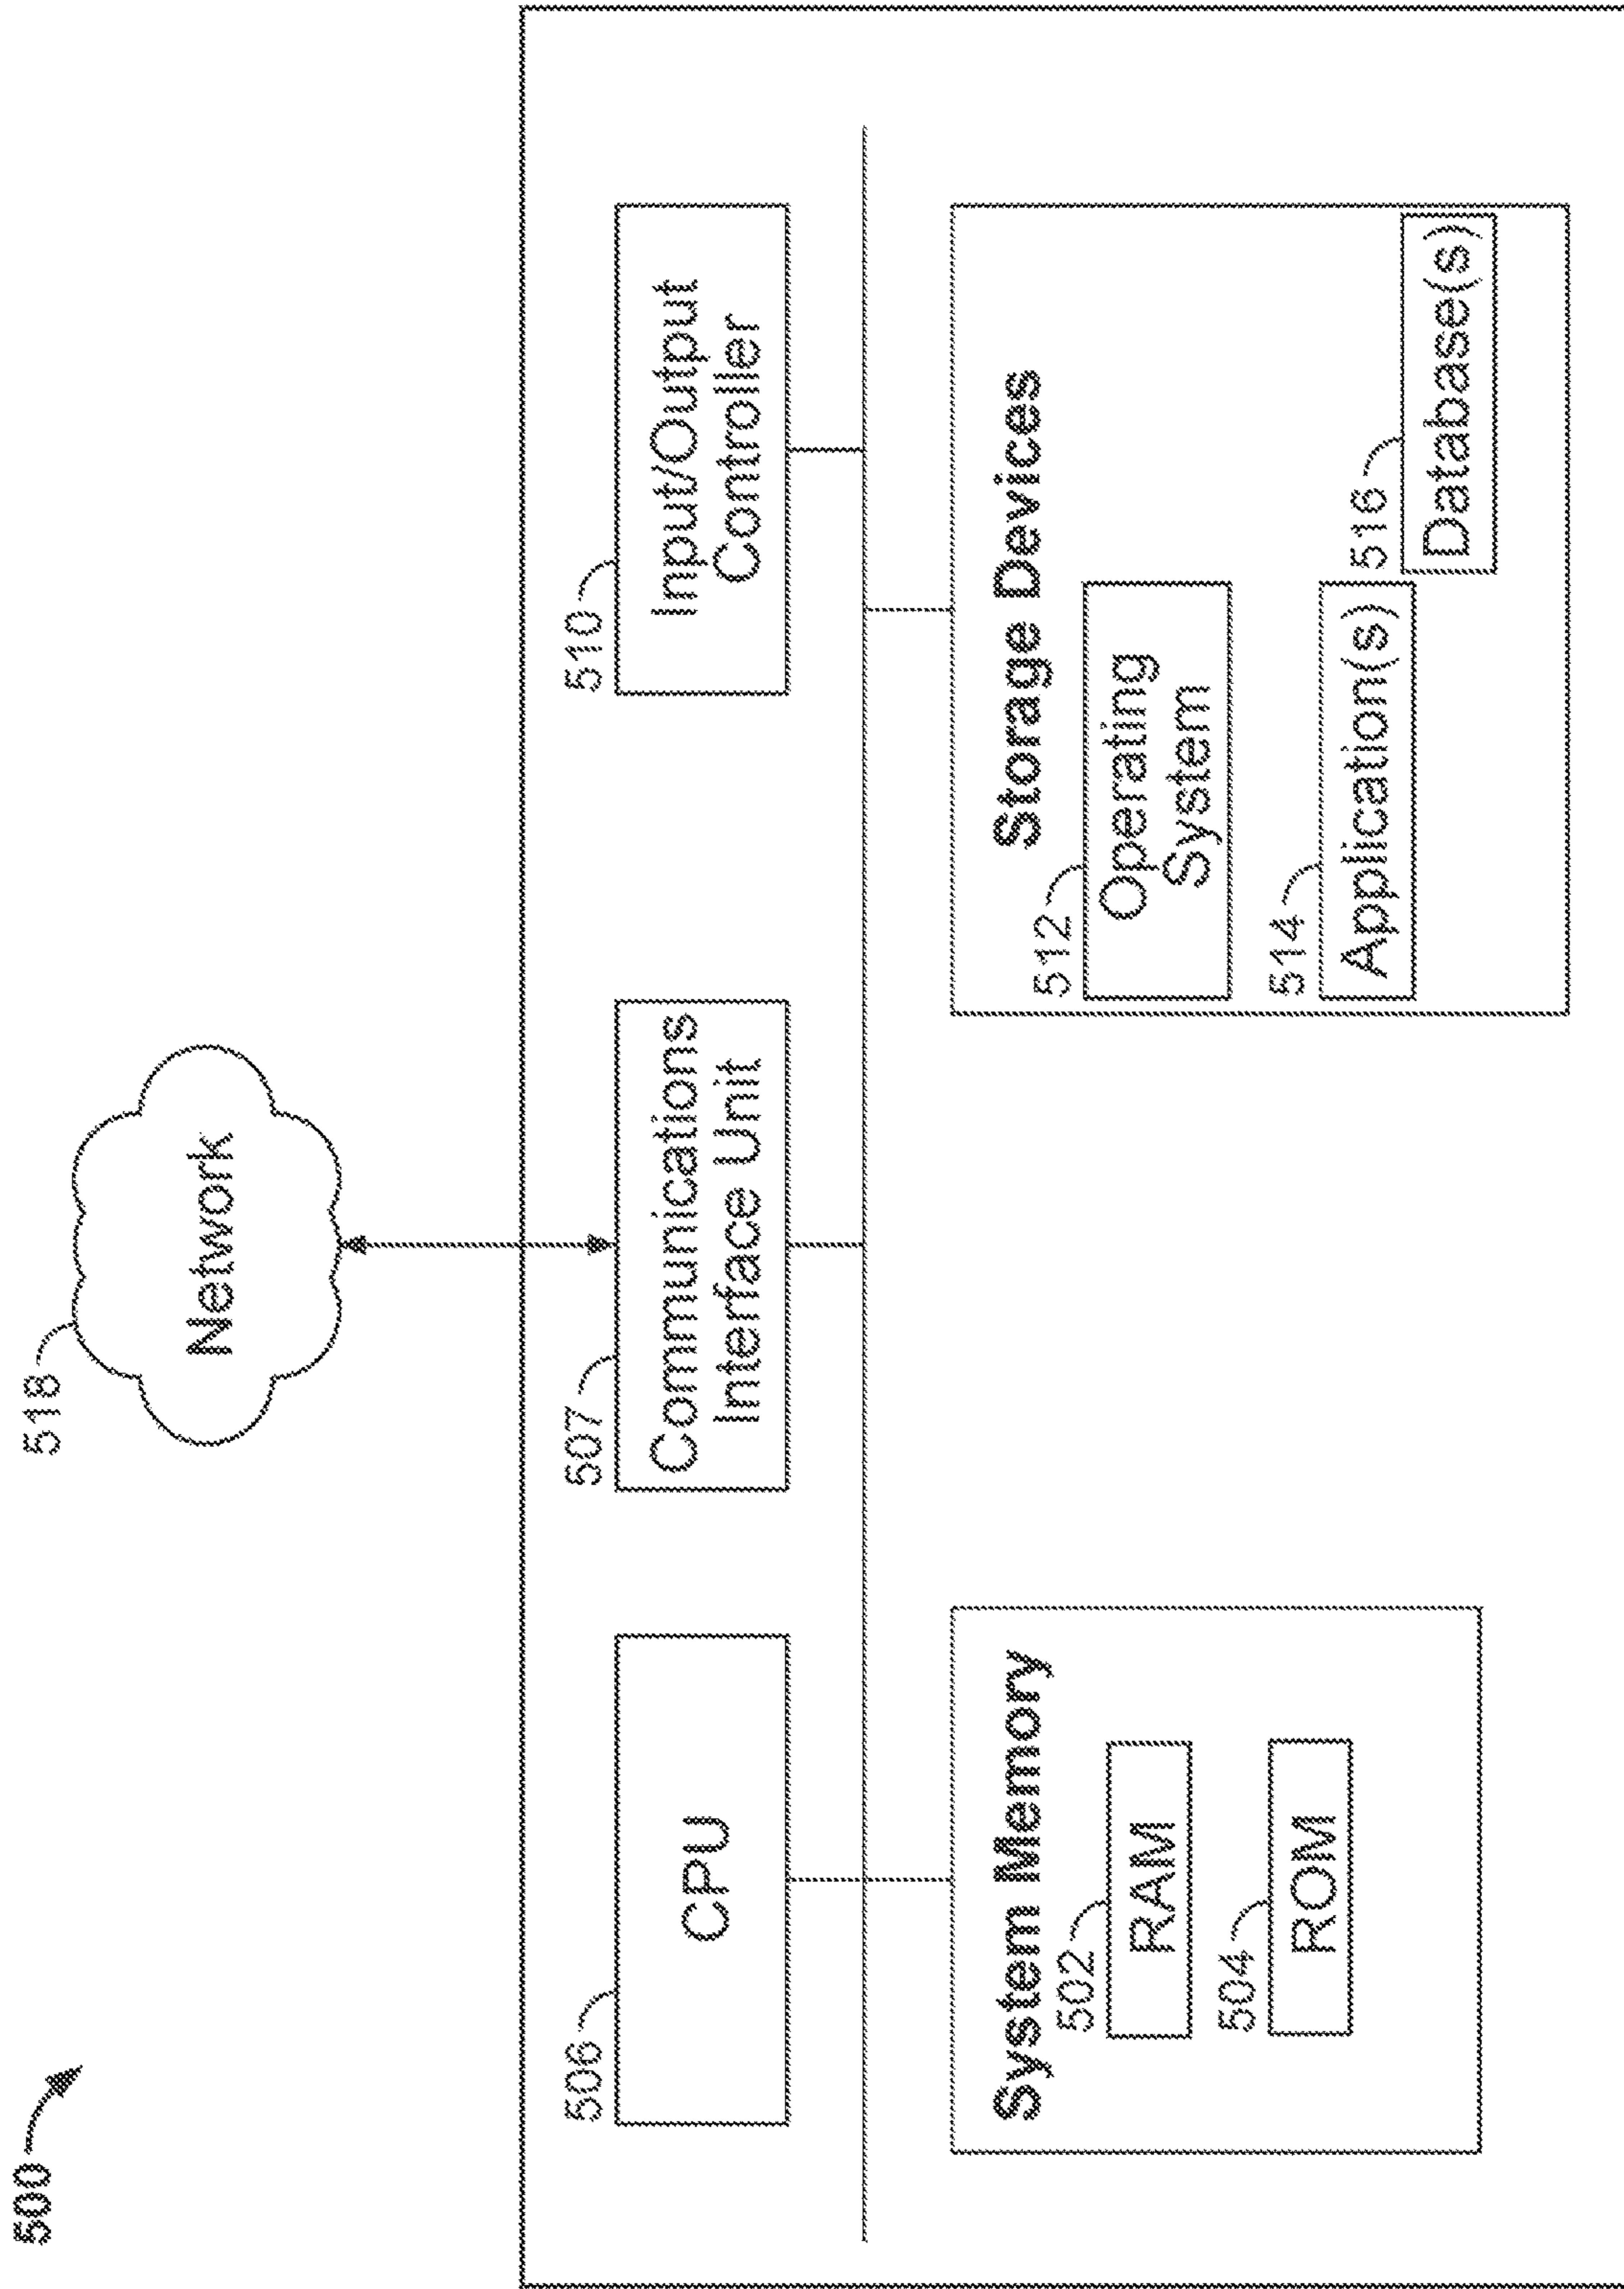 500
518
Network
506
CPU
507
Communications
Interface Unit
510
Input/Output
Controller
System Memory
502
RAM
504
ROM
Storage Devices
512
Operating
System
514
Application(s)
516
Database(s)